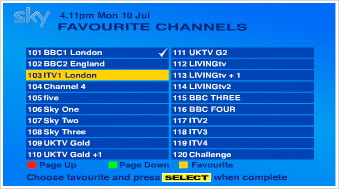 sky
4.11pm Mon 10 Jul
FAVOURITE CHANNELS
101 BBC1 London
102 BBC2 England
103 ITV1 London
104 Channel 4
105 five
106 Sky One
107 Sky Two
108 Sky Three
109 UKTV Gold
110 UKTV Gold +1
111 UKTV G2
112 LIVINGtv
113 LIVINGtv + 1
114 LIVINGtv2
115 BBC THREE
116 BBC FOUR
117 ITV2
118 ITV3
119 ITV4
120 Challenge
Page Up Page Down Favourite
Choose favourite and press SELECT when complete